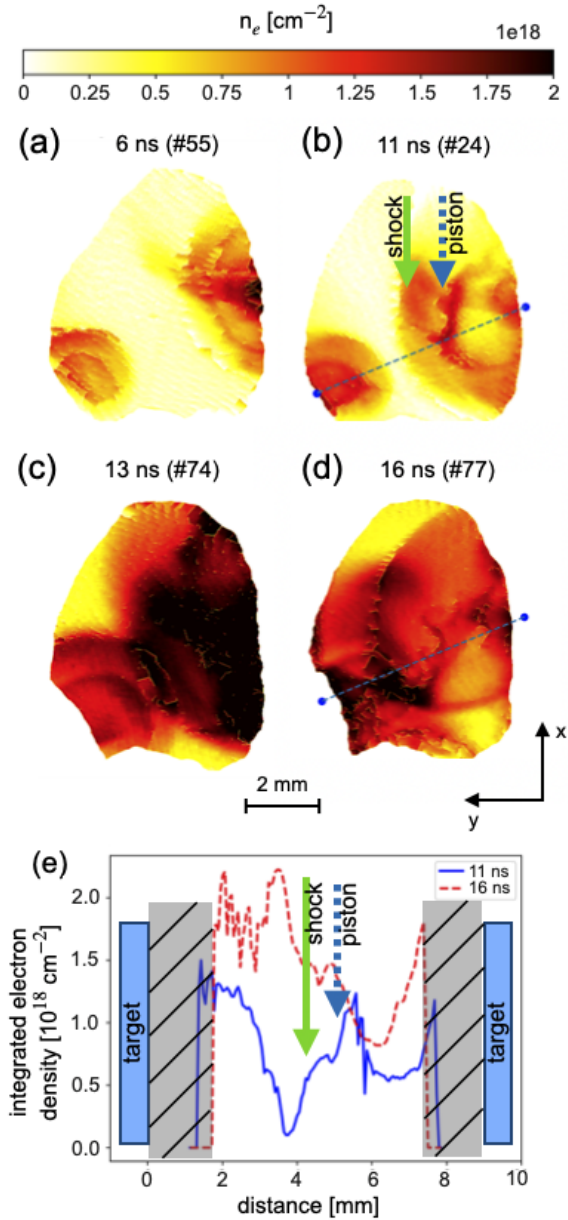 n_e [cm⁻²]
1e18
0 0.25 0.5 0.75 1 1.25 1.5 1.75 2
(a) 6 ns (#55)
(b) 11 ns (#24)
shock
piston
(c) 13 ns (#74)
(d) 16 ns (#77)
2 mm
x
y
(e)
11 ns
16 ns
shock
piston
target
target
integrated electron
density [10¹⁸ cm⁻²]
2.0
1.5
1.0
0.5
0.0
0 2 4 6 8 10
distance [mm]